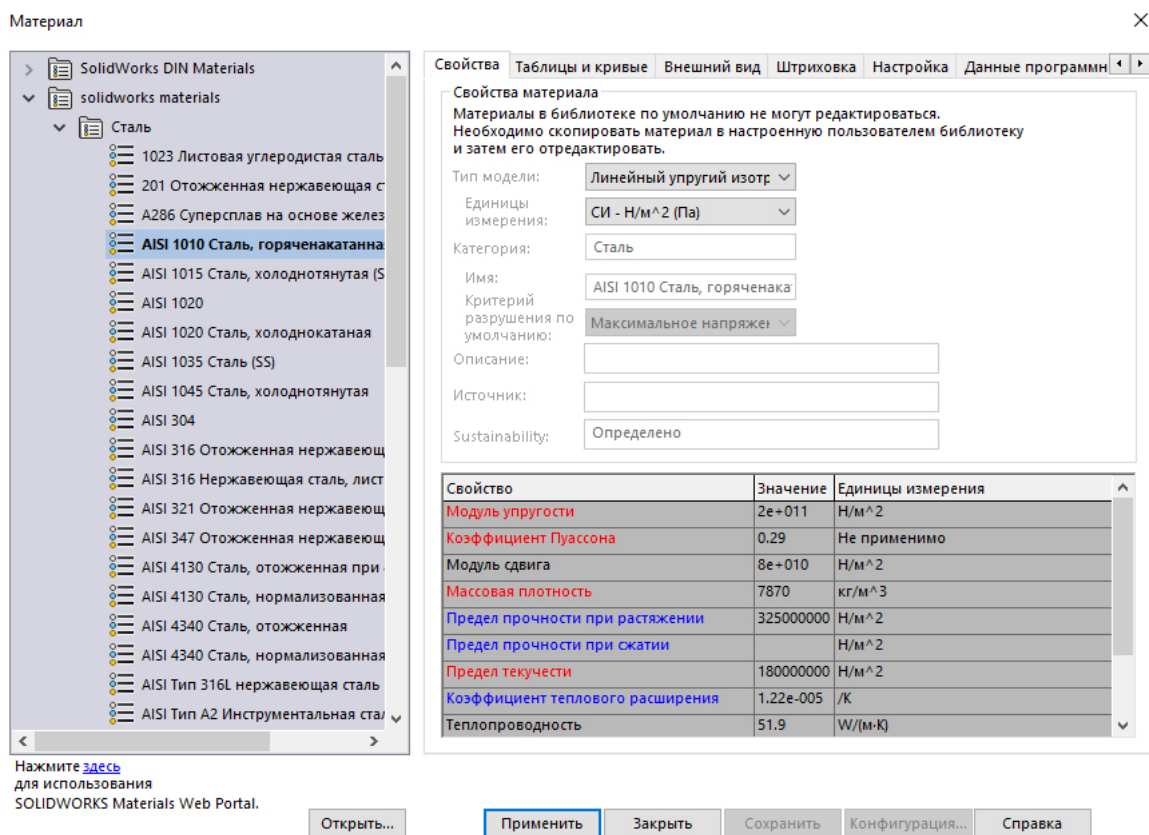 Материал
SolidWorks DIN Materials
solidworks materials
Сталь
1023 Листовая углеродистая сталь
201 Отожженная нержавеющая ст
A286 Суперсплав на основе желез
AISI 1010 Сталь, горяченакатанна
AISI 1015 Сталь, холоднотянутая (S
AISI 1020
AISI 1020 Сталь, холоднокатаная
AISI 1035 Сталь (SS)
AISI 1045 Сталь, холоднотянутая
AISI 304
AISI 316 Отожженная нержавеющ
AISI 316 Нержавеющая сталь, лист
AISI 321 Отожженная нержавеющ
AISI 347 Отожженная нержавеющ
AISI 4130 Сталь, отожженная при
AISI 4130 Сталь, нормализованная
AISI 4340 Сталь, отожженная
AISI 4340 Сталь, нормализованная
AISI Тип 316L нержавеющая сталь
AISI Тип A2 Инструментальная стал
Нажмите здесь
для использования
SOLIDWORKS Materials Web Portal.
Свойства Таблицы и кривые Внешний вид Штриховка Настройка Данные программн
Свойства материала
Материалы в библиотеке по умолчанию не могут редактироваться.
Необходимо скопировать материал в настроенную пользователем библиотеку
и затем его отредактировать.
Тип модели: Линейный упругий изотр
Единицы
измерения: СИ - Н/м^2 (Па)
Категория: Сталь
Имя: AISI 1010 Сталь, горяченака
Критерий
разрушения по
умолчанию: Максимальное напряжен
Описание:
Источник:
Sustainability: Определено
Свойство Значение Единицы измерения
Модуль упругости 2e+011 Н/м^2
Коэффициент Пуассона 0.29 Не применимо
Модуль сдвига 8e+010 Н/м^2
Массовая плотность 7870 кг/м^3
Предел прочности при растяжении 325000000 Н/м^2
Предел прочности при сжатии Н/м^2
Предел текучести 180000000 Н/м^2
Коэффициент теплового расширения 1.22e-005 /K
Теплопроводность 51.9 W/(м·K)
Открыть... Применить Закрыть Сохранить Конфигурация... Справка